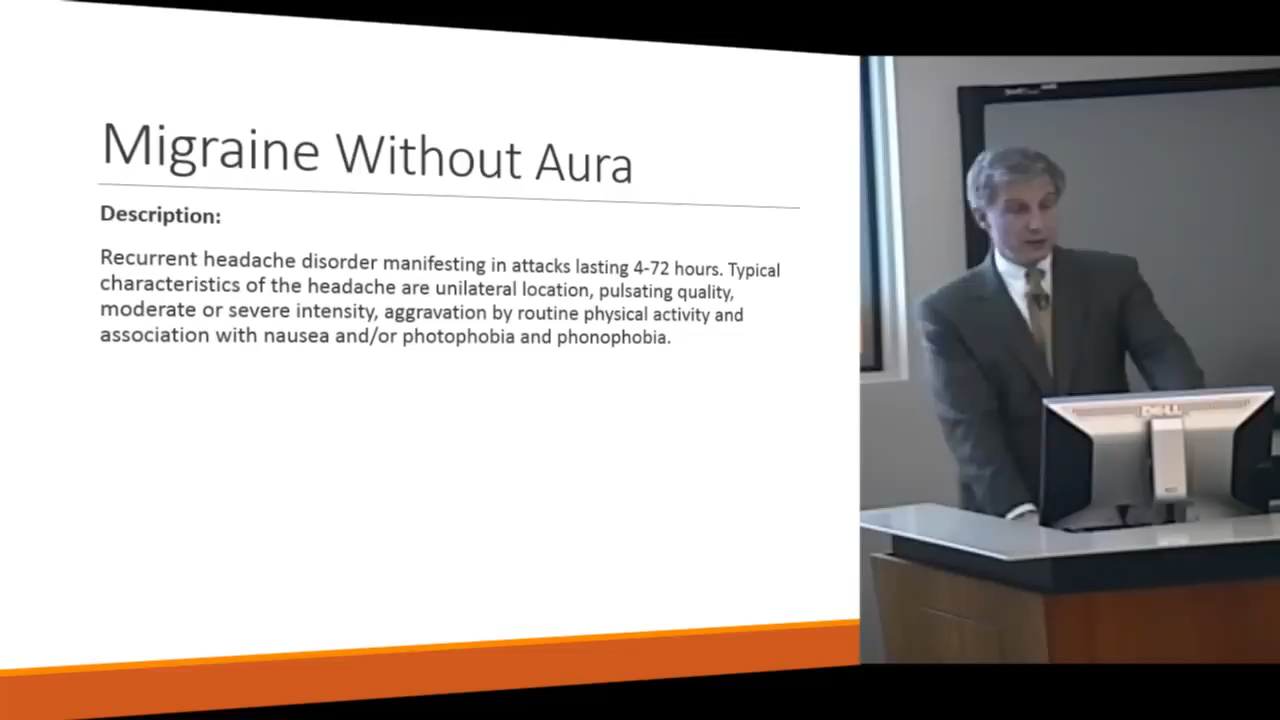 Migraine Without Aura
Description:
Recurrent headache disorder manifesting in attacks lasting 4-72 hours. Typical
characteristics of the headache are unilateral location, pulsating quality,
moderate or severe intensity, aggravation by routine physical activity and
association with nausea and/or photophobia and phonophobia.
DELL